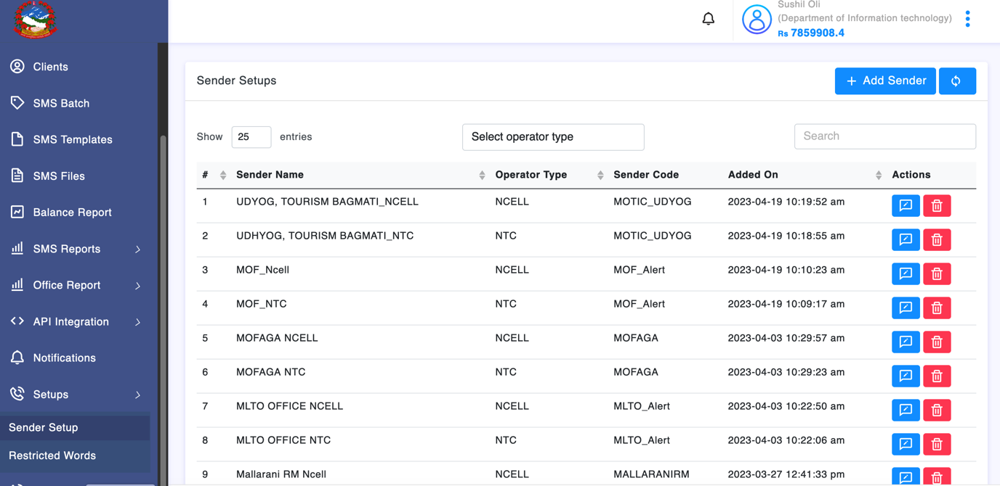 Sushil Oli
(Department of Information technology)
Rs 7859908.4
Clients
SMS Batch
SMS Templates
SMS Files
Balance Report
SMS Reports
Office Report
API Integration
Notifications
Setups
Sender Setup
Restricted Words
Sender Setups
+ Add Sender
Show 25 entries
Select operator type
Search
# Sender Name Operator Type Sender Code Added On Actions
1 UDYOG, TOURISM BAGMATI_NCELL NCELL MOTIC_UDYOG 2023-04-19 10:19:52 am
2 UDHYOG, TOURISM BAGMATI_NTC NTC MOTIC_UDYOG 2023-04-19 10:18:55 am
3 MOF_Ncell NCELL MOF_Alert 2023-04-19 10:10:23 am
4 MOF_NTC NTC MOF_Alert 2023-04-19 10:09:17 am
5 MOFAGA NCELL NCELL MOFAGA 2023-04-03 10:29:57 am
6 MOFAGA NTC NTC MOFAGA 2023-04-03 10:29:23 am
7 MLTO OFFICE NCELL NCELL MLTO_Alert 2023-04-03 10:22:50 am
8 MLTO OFFICE NTC NTC MLTO_Alert 2023-04-03 10:22:06 am
9 Mallarani RM Ncell NCELL MALLARANIRM 2023-03-27 12:41:33 pm